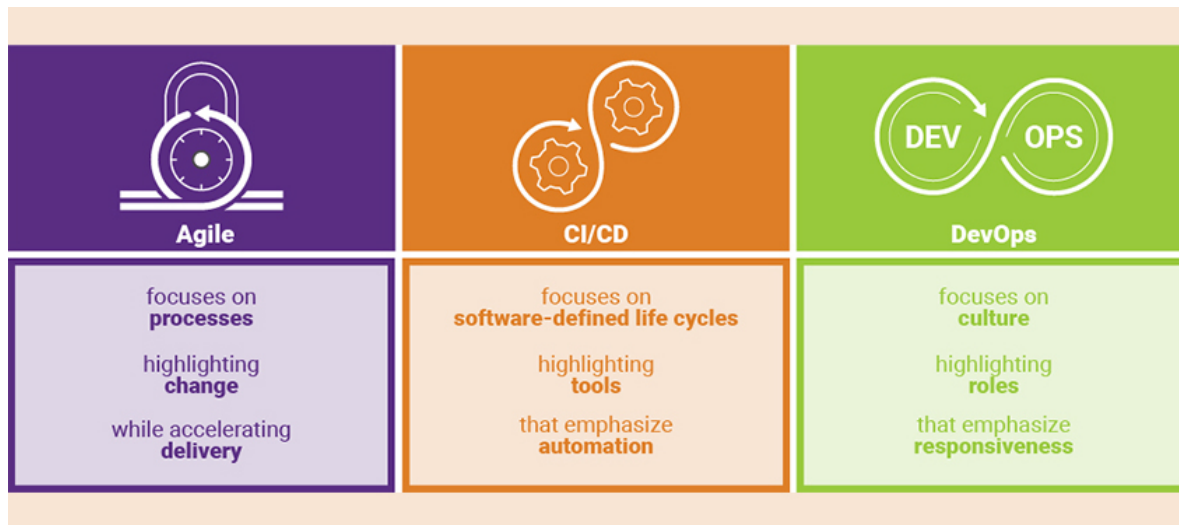 DEV
OPS
Agile
CI/CD
DevOps
focuses on
processes
highlighting
change
while accelerating
delivery
focuses on
software-defined life cycles
highlighting
tools
that emphasize
automation
focuses on
culture
highlighting
roles
that emphasize
responsiveness